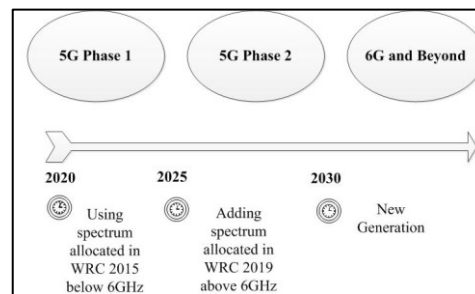 5G Phase 1
5G Phase 2
6G and Beyond
2020
2025
2030
Using
spectrum
allocated in
WRC 2015
below 6GHz
Adding
spectrum
allocated in
WRC 2019
above 6GHz
New
Generation